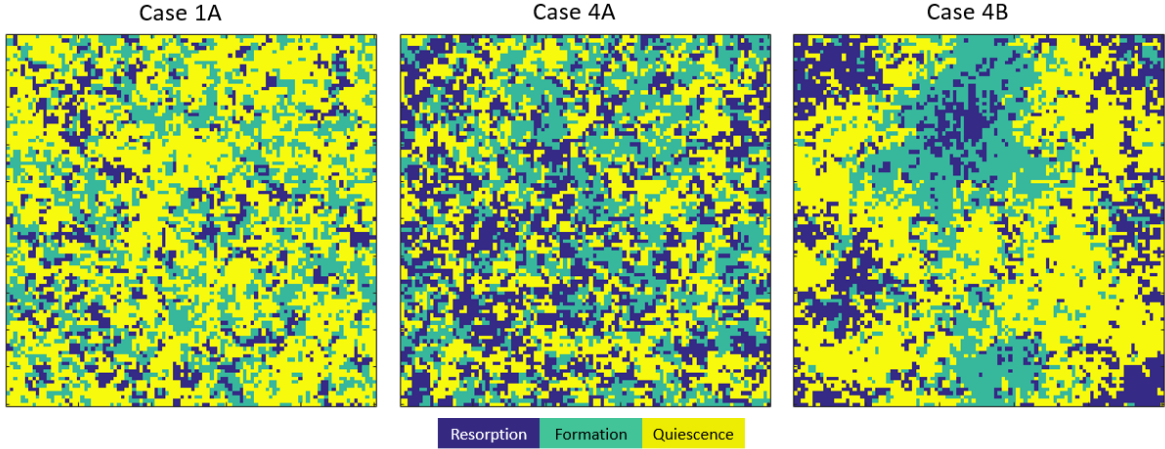 Case 1A
Case 4A
Case 4B
Resorption
Formation
Quiescence